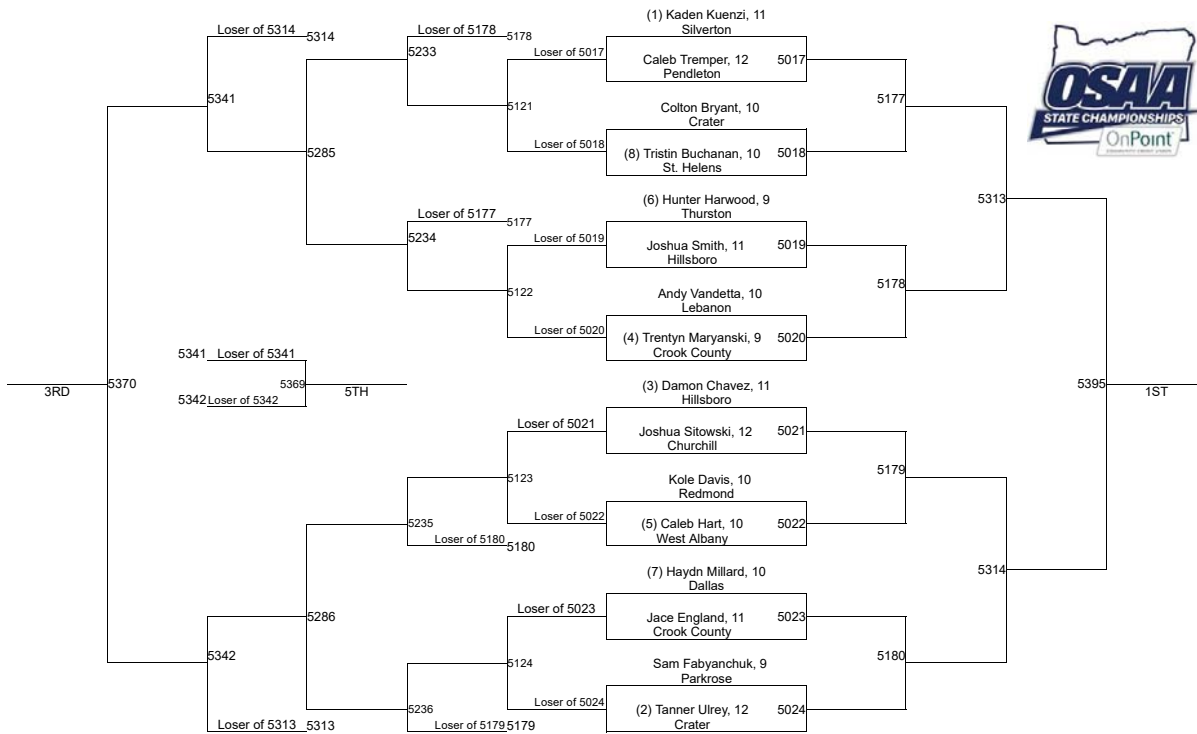 (1) Kaden Kuenzi, 11
Silverton
Loser of 5314 5314
Loser of 5178 5178
5233
Loser of 5017
Caleb Tremper, 12 5017
Pendleton
5341
5121
5177
Colton Bryant, 10
Crater
OSAA
STATE CHAMPIONSHIPS
OnPoint
COMMUNITY CREDIT UNION
5285
Loser of 5018
(8) Tristin Buchanan, 10 5018
St. Helens
(6) Hunter Harwood, 9
Thurston
5313
Loser of 5177 5177
5234
Loser of 5019
Joshua Smith, 11 5019
Hillsboro
5122
5178
Andy Vandetta, 10
Lebanon
Loser of 5020
(4) Trentyn Maryanski, 9 5020
Crook County
5341 Loser of 5341
5370
3RD
5369
5TH
5395
1ST
5342 Loser of 5342
(3) Damon Chavez, 11
Hillsboro
Loser of 5021
Joshua Sitowski, 12 5021
Churchill
5123
5179
Kole Davis, 10
Redmond
5235
Loser of 5022
(5) Caleb Hart, 10 5022
West Albany
Loser of 5180 5180
5314
(7) Haydn Millard, 10
Dallas
5286
Loser of 5023
Jace England, 11 5023
Crook County
5342
5124
5180
Sam Fabyanchuk, 9
Parkrose
5236
Loser of 5024
(2) Tanner Ulrey, 12 5024
Crater
Loser of 5313 5313
Loser of 5179 5179